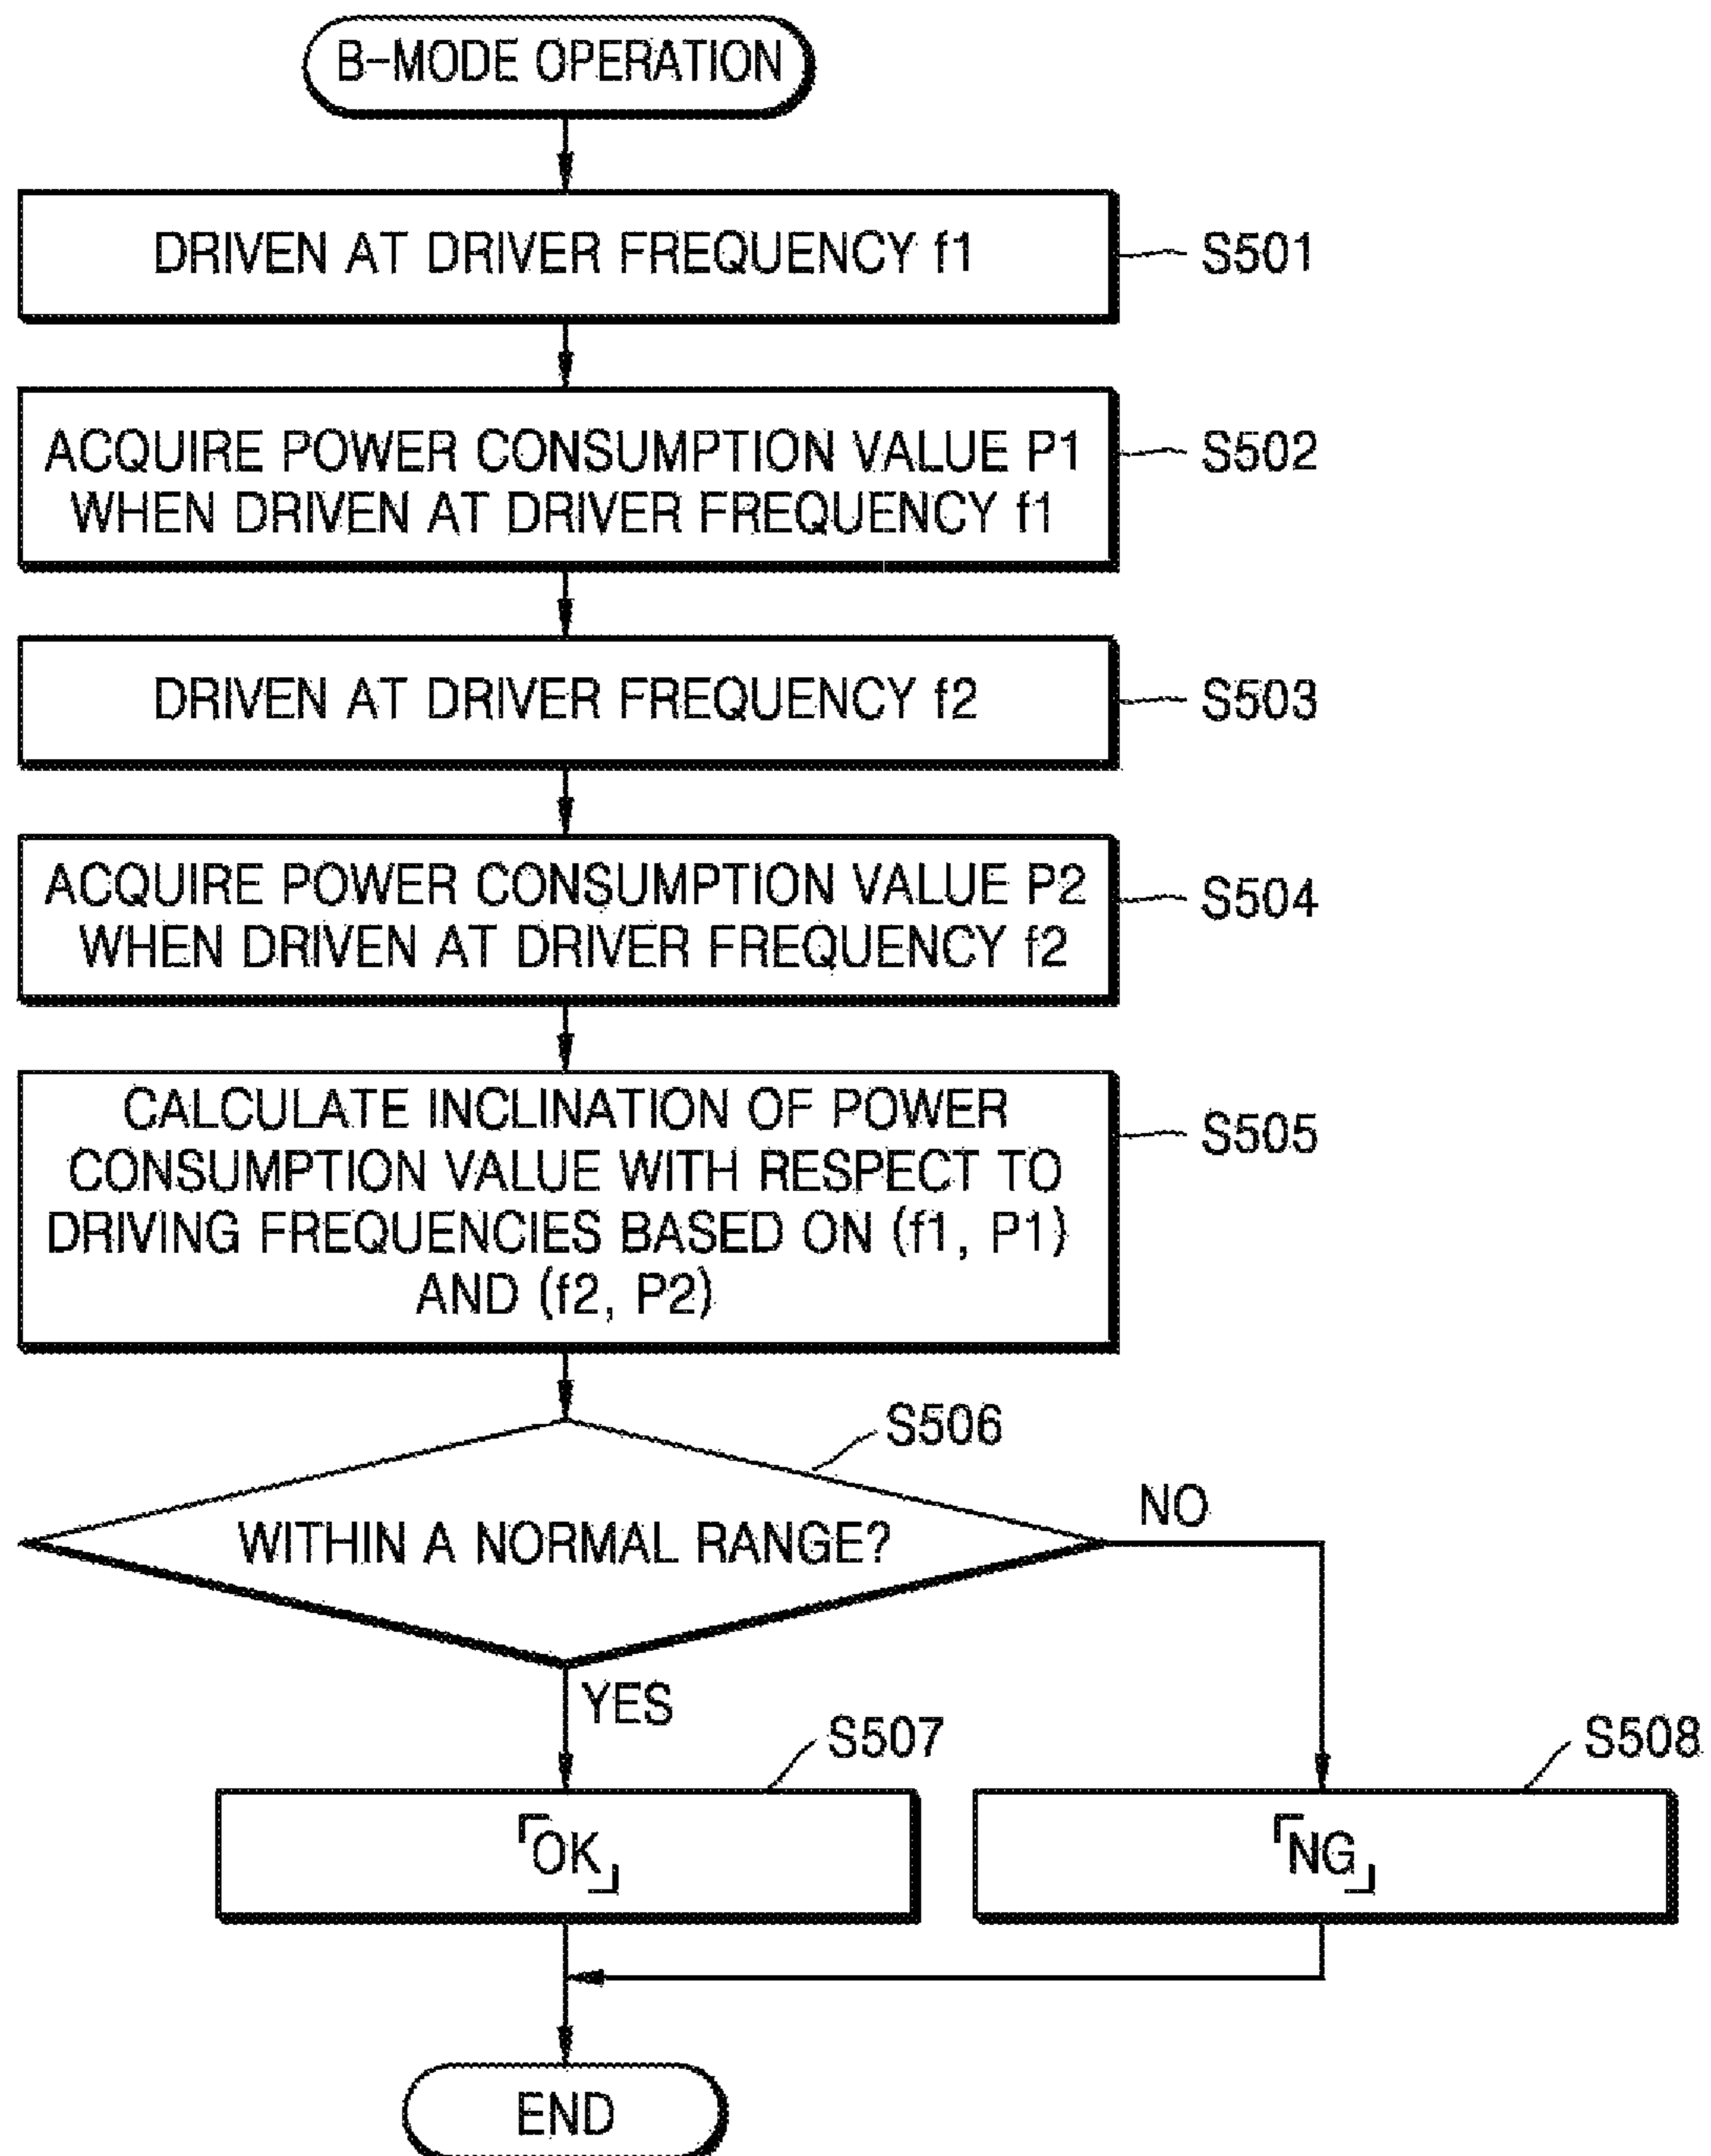 B-MODE OPERATION
DRIVEN AT DRIVER FREQUENCY f1
S501
ACQUIRE POWER CONSUMPTION VALUE P1
WHEN DRIVEN AT DRIVER FREQUENCY f1
S502
DRIVEN AT DRIVER FREQUENCY f2
S503
ACQUIRE POWER CONSUMPTION VALUE P2
WHEN DRIVEN AT DRIVER FREQUENCY f2
S504
CALCULATE INCLINATION OF POWER
CONSUMPTION VALUE WITH RESPECT TO
DRIVING FREQUENCIES BASED ON (f1, P1)
AND (f2, P2)
S505
S506
WITHIN A NORMAL RANGE?
NO
YES
S507
「OK」
S508
「NG」
END